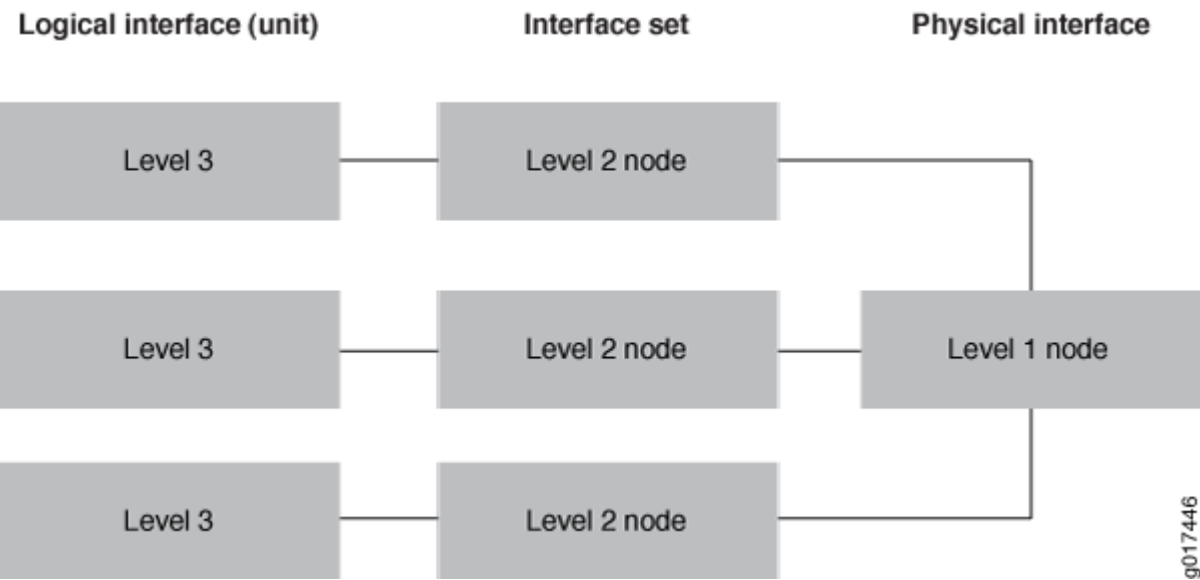 Logical interface (unit)
Interface set
Physical interface
Level 3
Level 2 node
Level 3
Level 2 node
Level 1 node
Level 3
Level 2 node
g017446